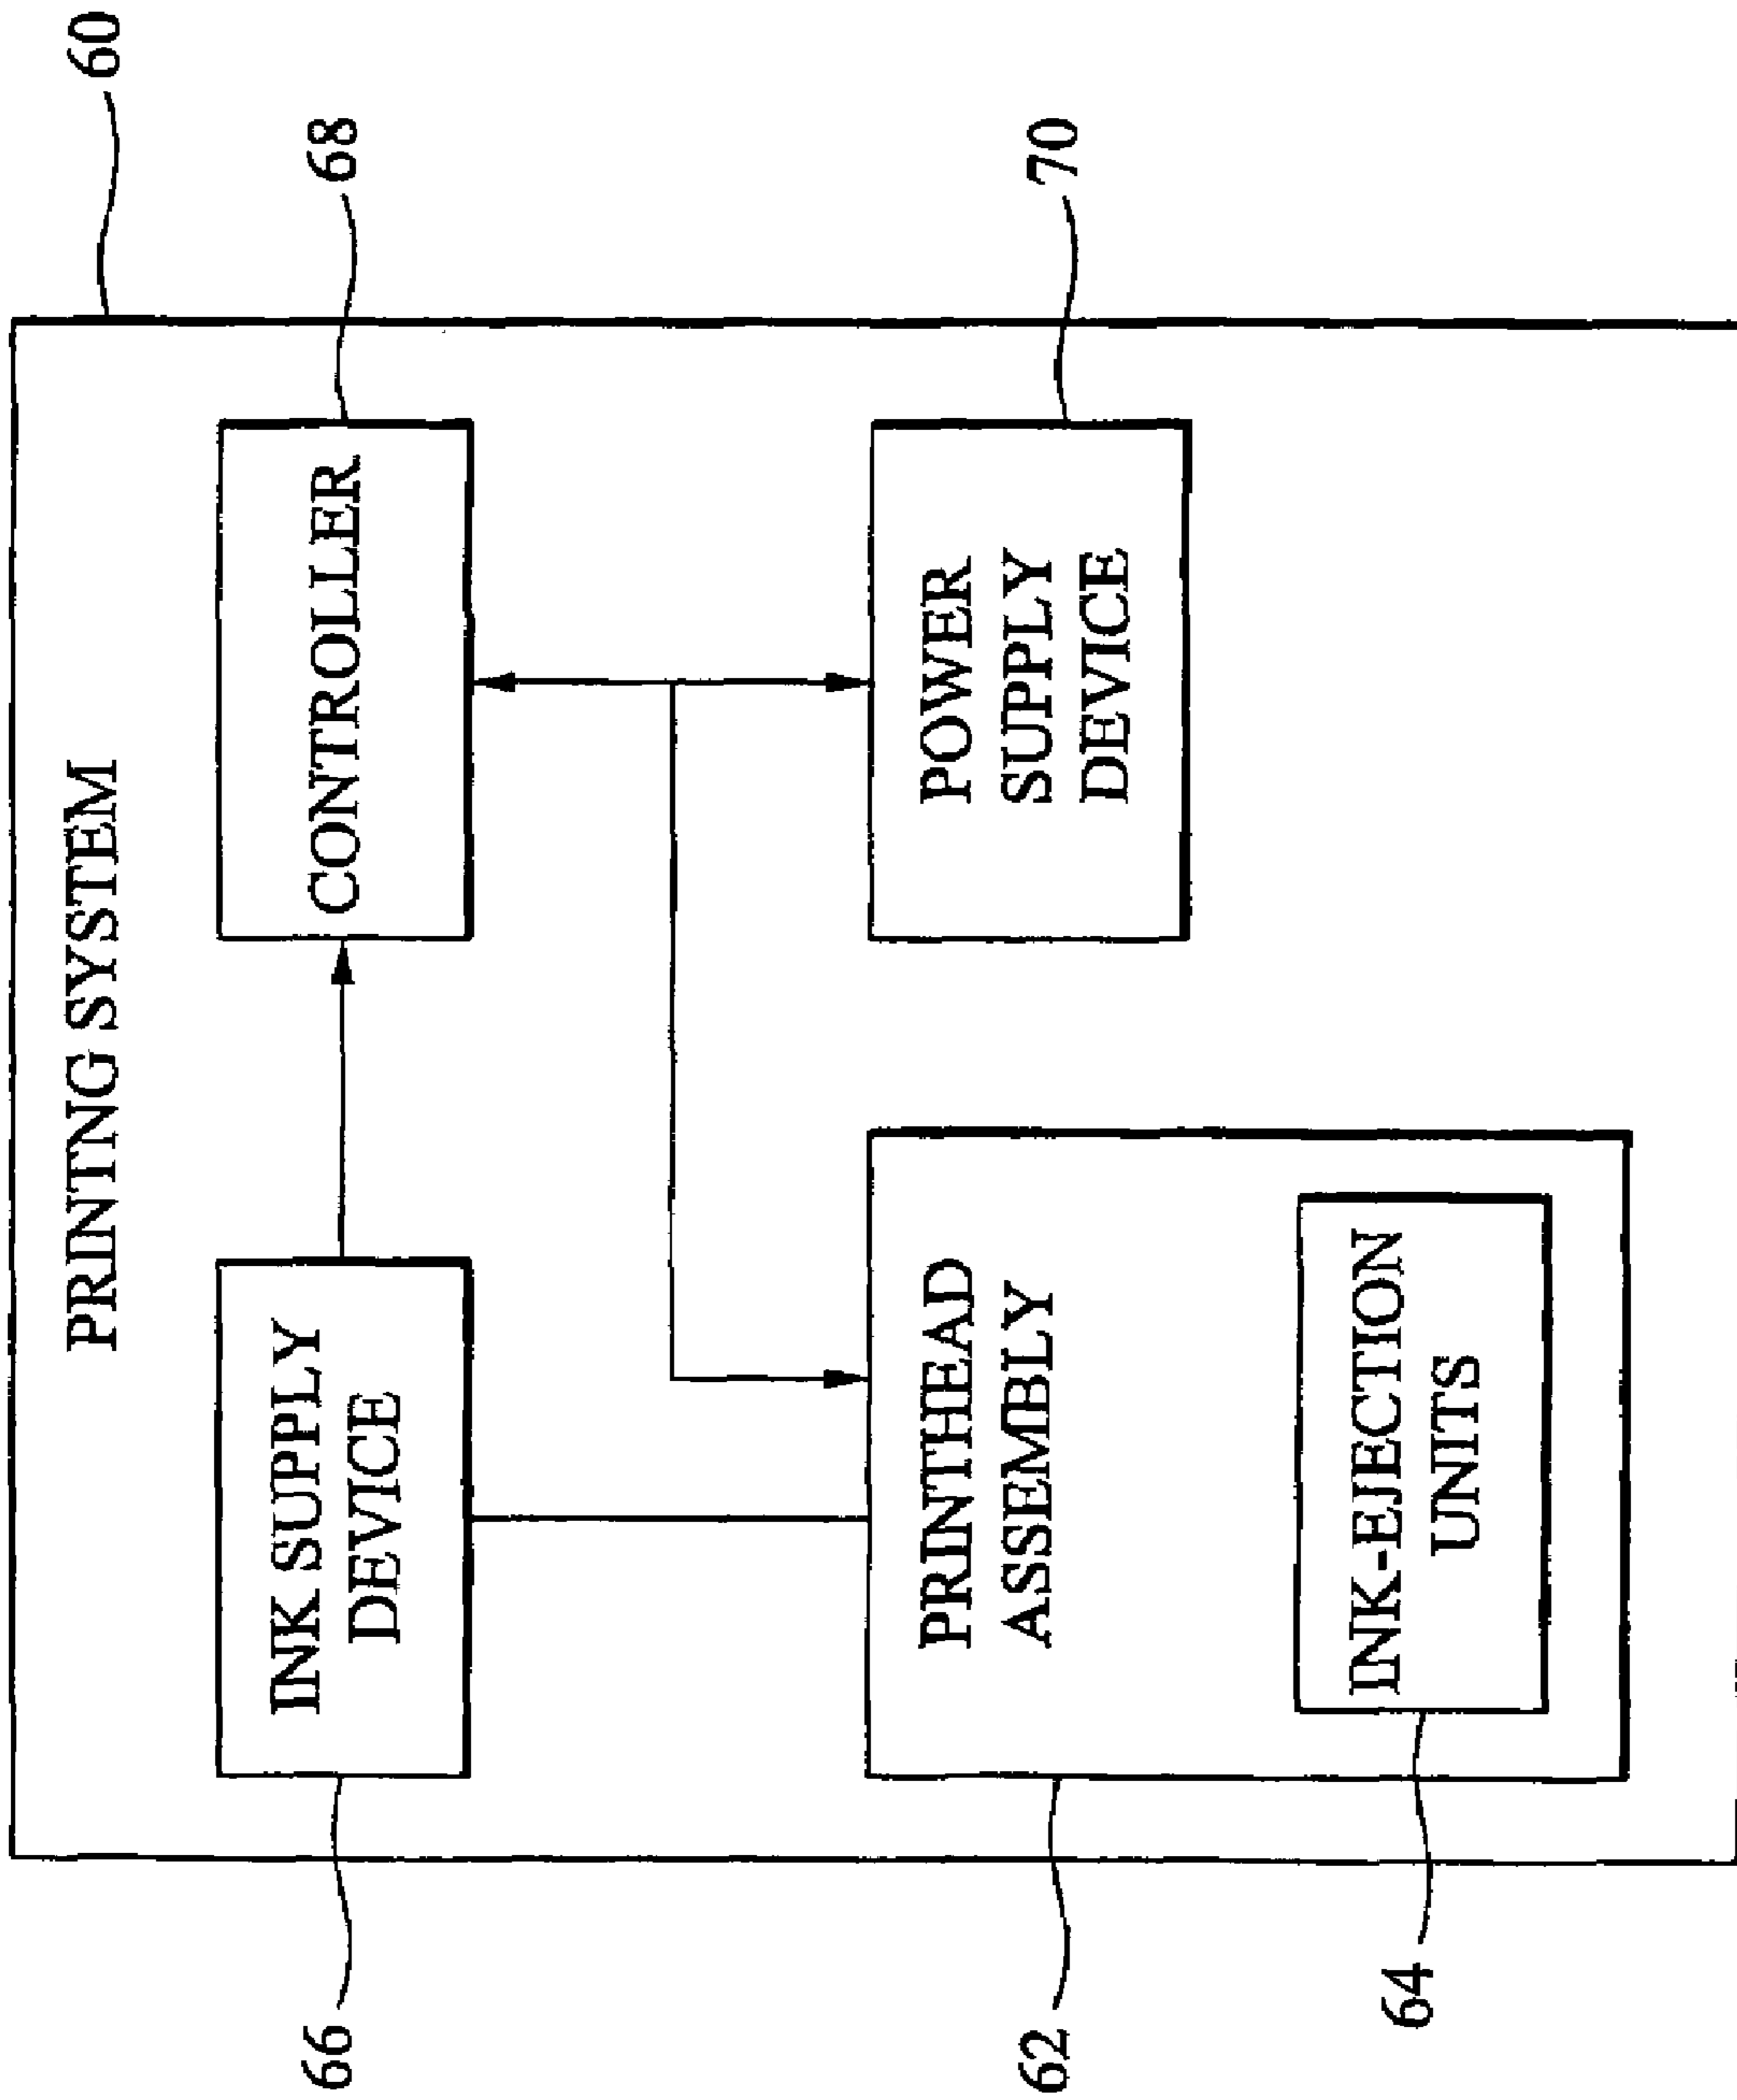 PRINTING SYSTEM
60
INK SUPPLY
DEVICE
66
CONTROLLER
68
PRINTHEAD
ASSEMBLY
62
INK-EJECTION
UNITS
64
POWER
SUPPLY
DEVICE
70